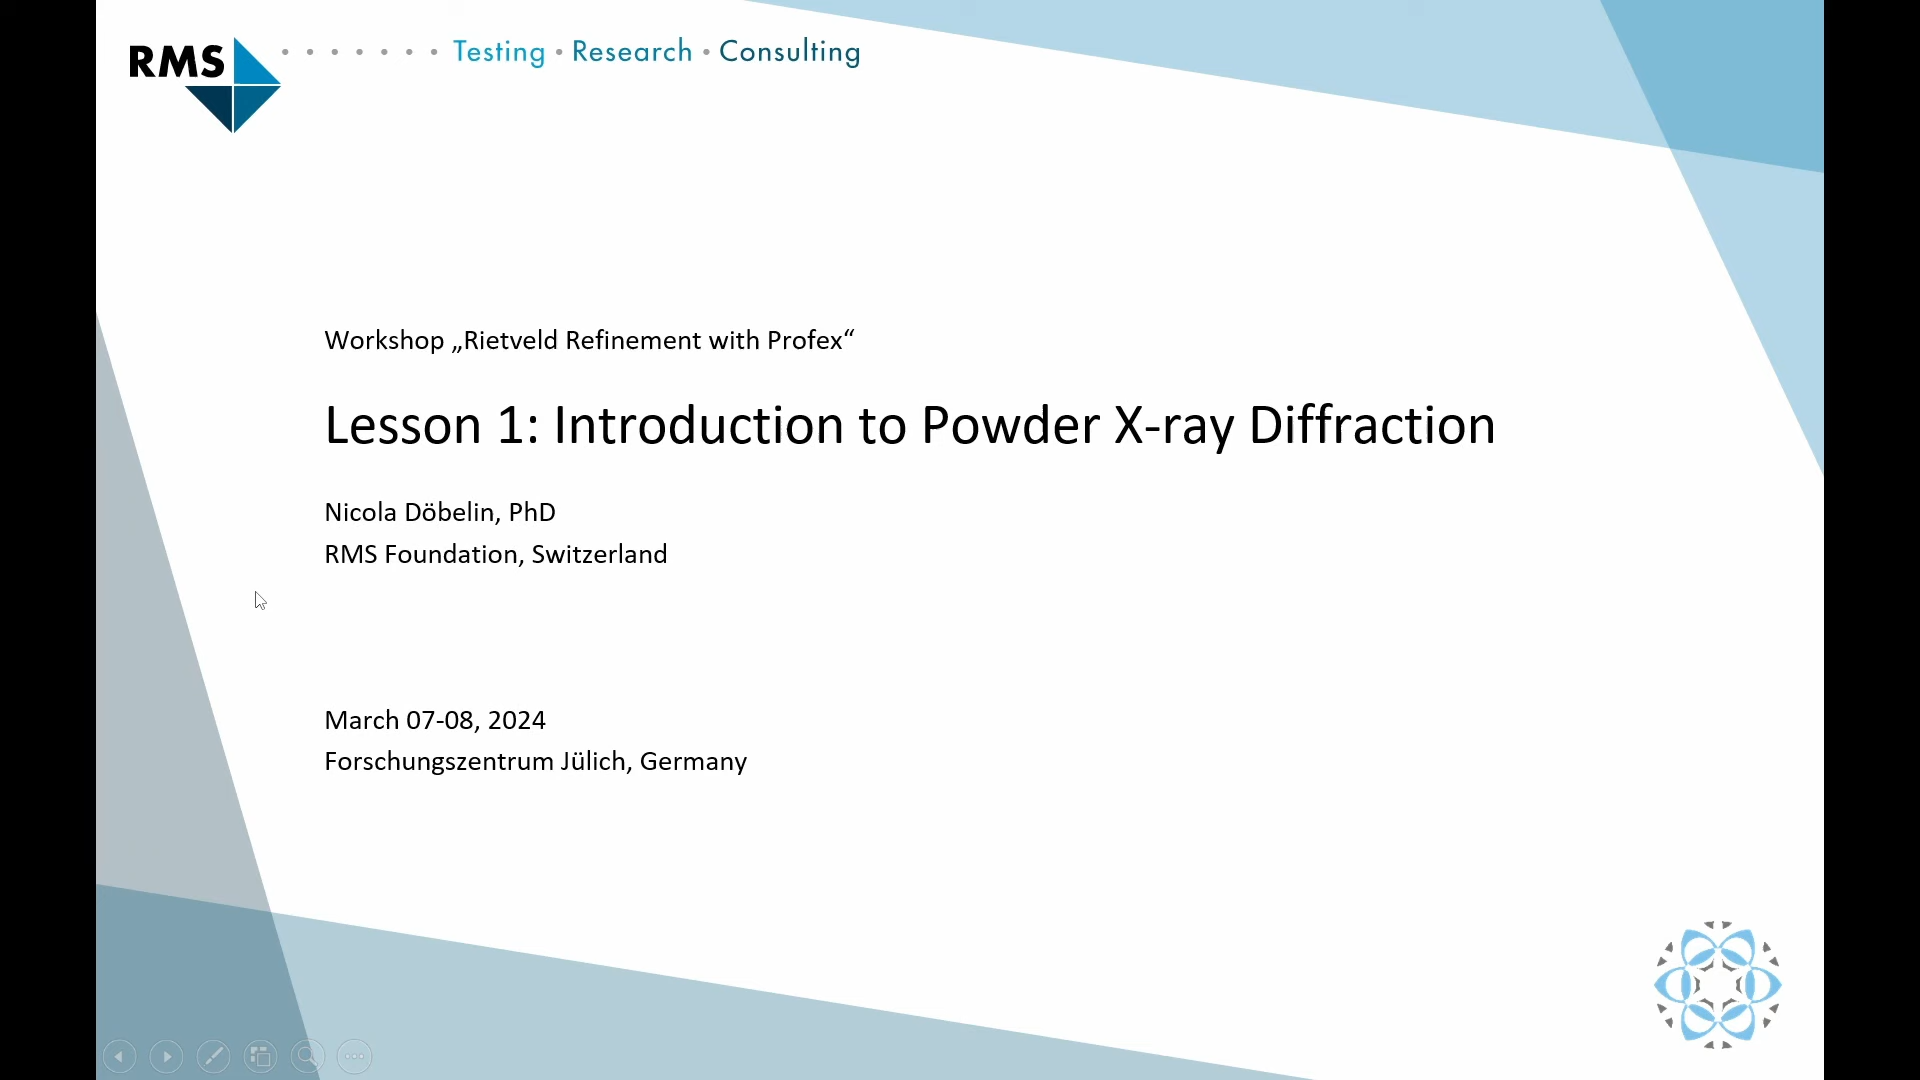 RMS
Testing • Research • Consulting
Workshop „Rietveld Refinement with Profex“
Lesson 1: Introduction to Powder X-ray Diffraction
Nicola Döbelin, PhD
RMS Foundation, Switzerland
March 07-08, 2024
Forschungszentrum Jülich, Germany